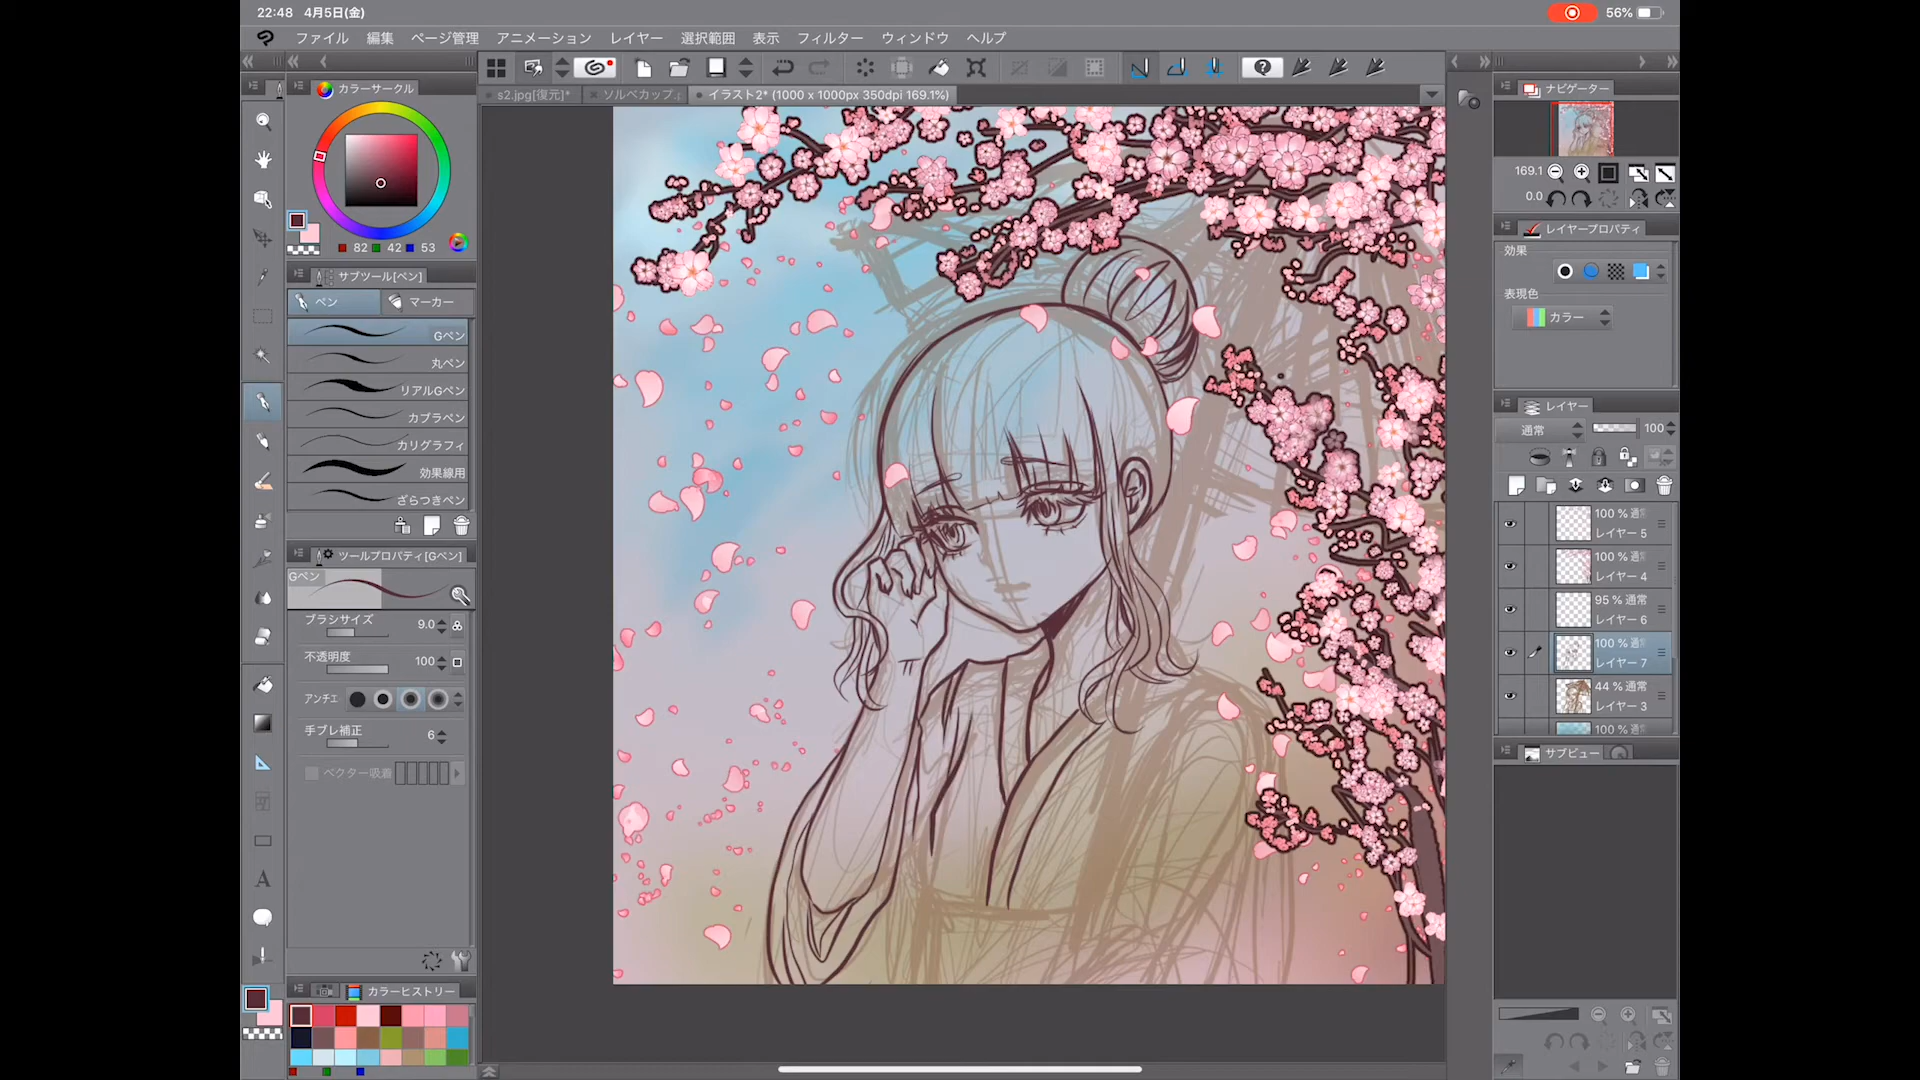 22:48 4月5日(金)
56%
ファイル 編集 ページ管理 アニメーション レイヤー 選択範囲 表示 フィルター ウィンドウ ヘルプ
カラーサークル
82 42 53
サブツール[ペン]
ペン マーカー
Gペン
丸ペン
リアルGペン
カブラペン
カリグラフィ
効果線用
ざらつきペン
ツールプロパティ[Gペン]
Gペン
ブラシサイズ 9.0
不透明度 100
アンチエ
手ブレ補正 6
ベクター吸着
カラーヒストリー
s2.jpg[復元]* ソルベカップ. イラスト2* (1000 x 1000px 350dpi 169.1%)
ナビゲーター
169.1
0.0
レイヤープロパティ
効果
表現色
カラー
レイヤー
通常 100
100 % 通常
レイヤー 5
100 % 通常
レイヤー 4
95 % 通常
レイヤー 6
100 % 通常
レイヤー 7
44 % 通常
レイヤー 3
100 % 通常
サブビュー